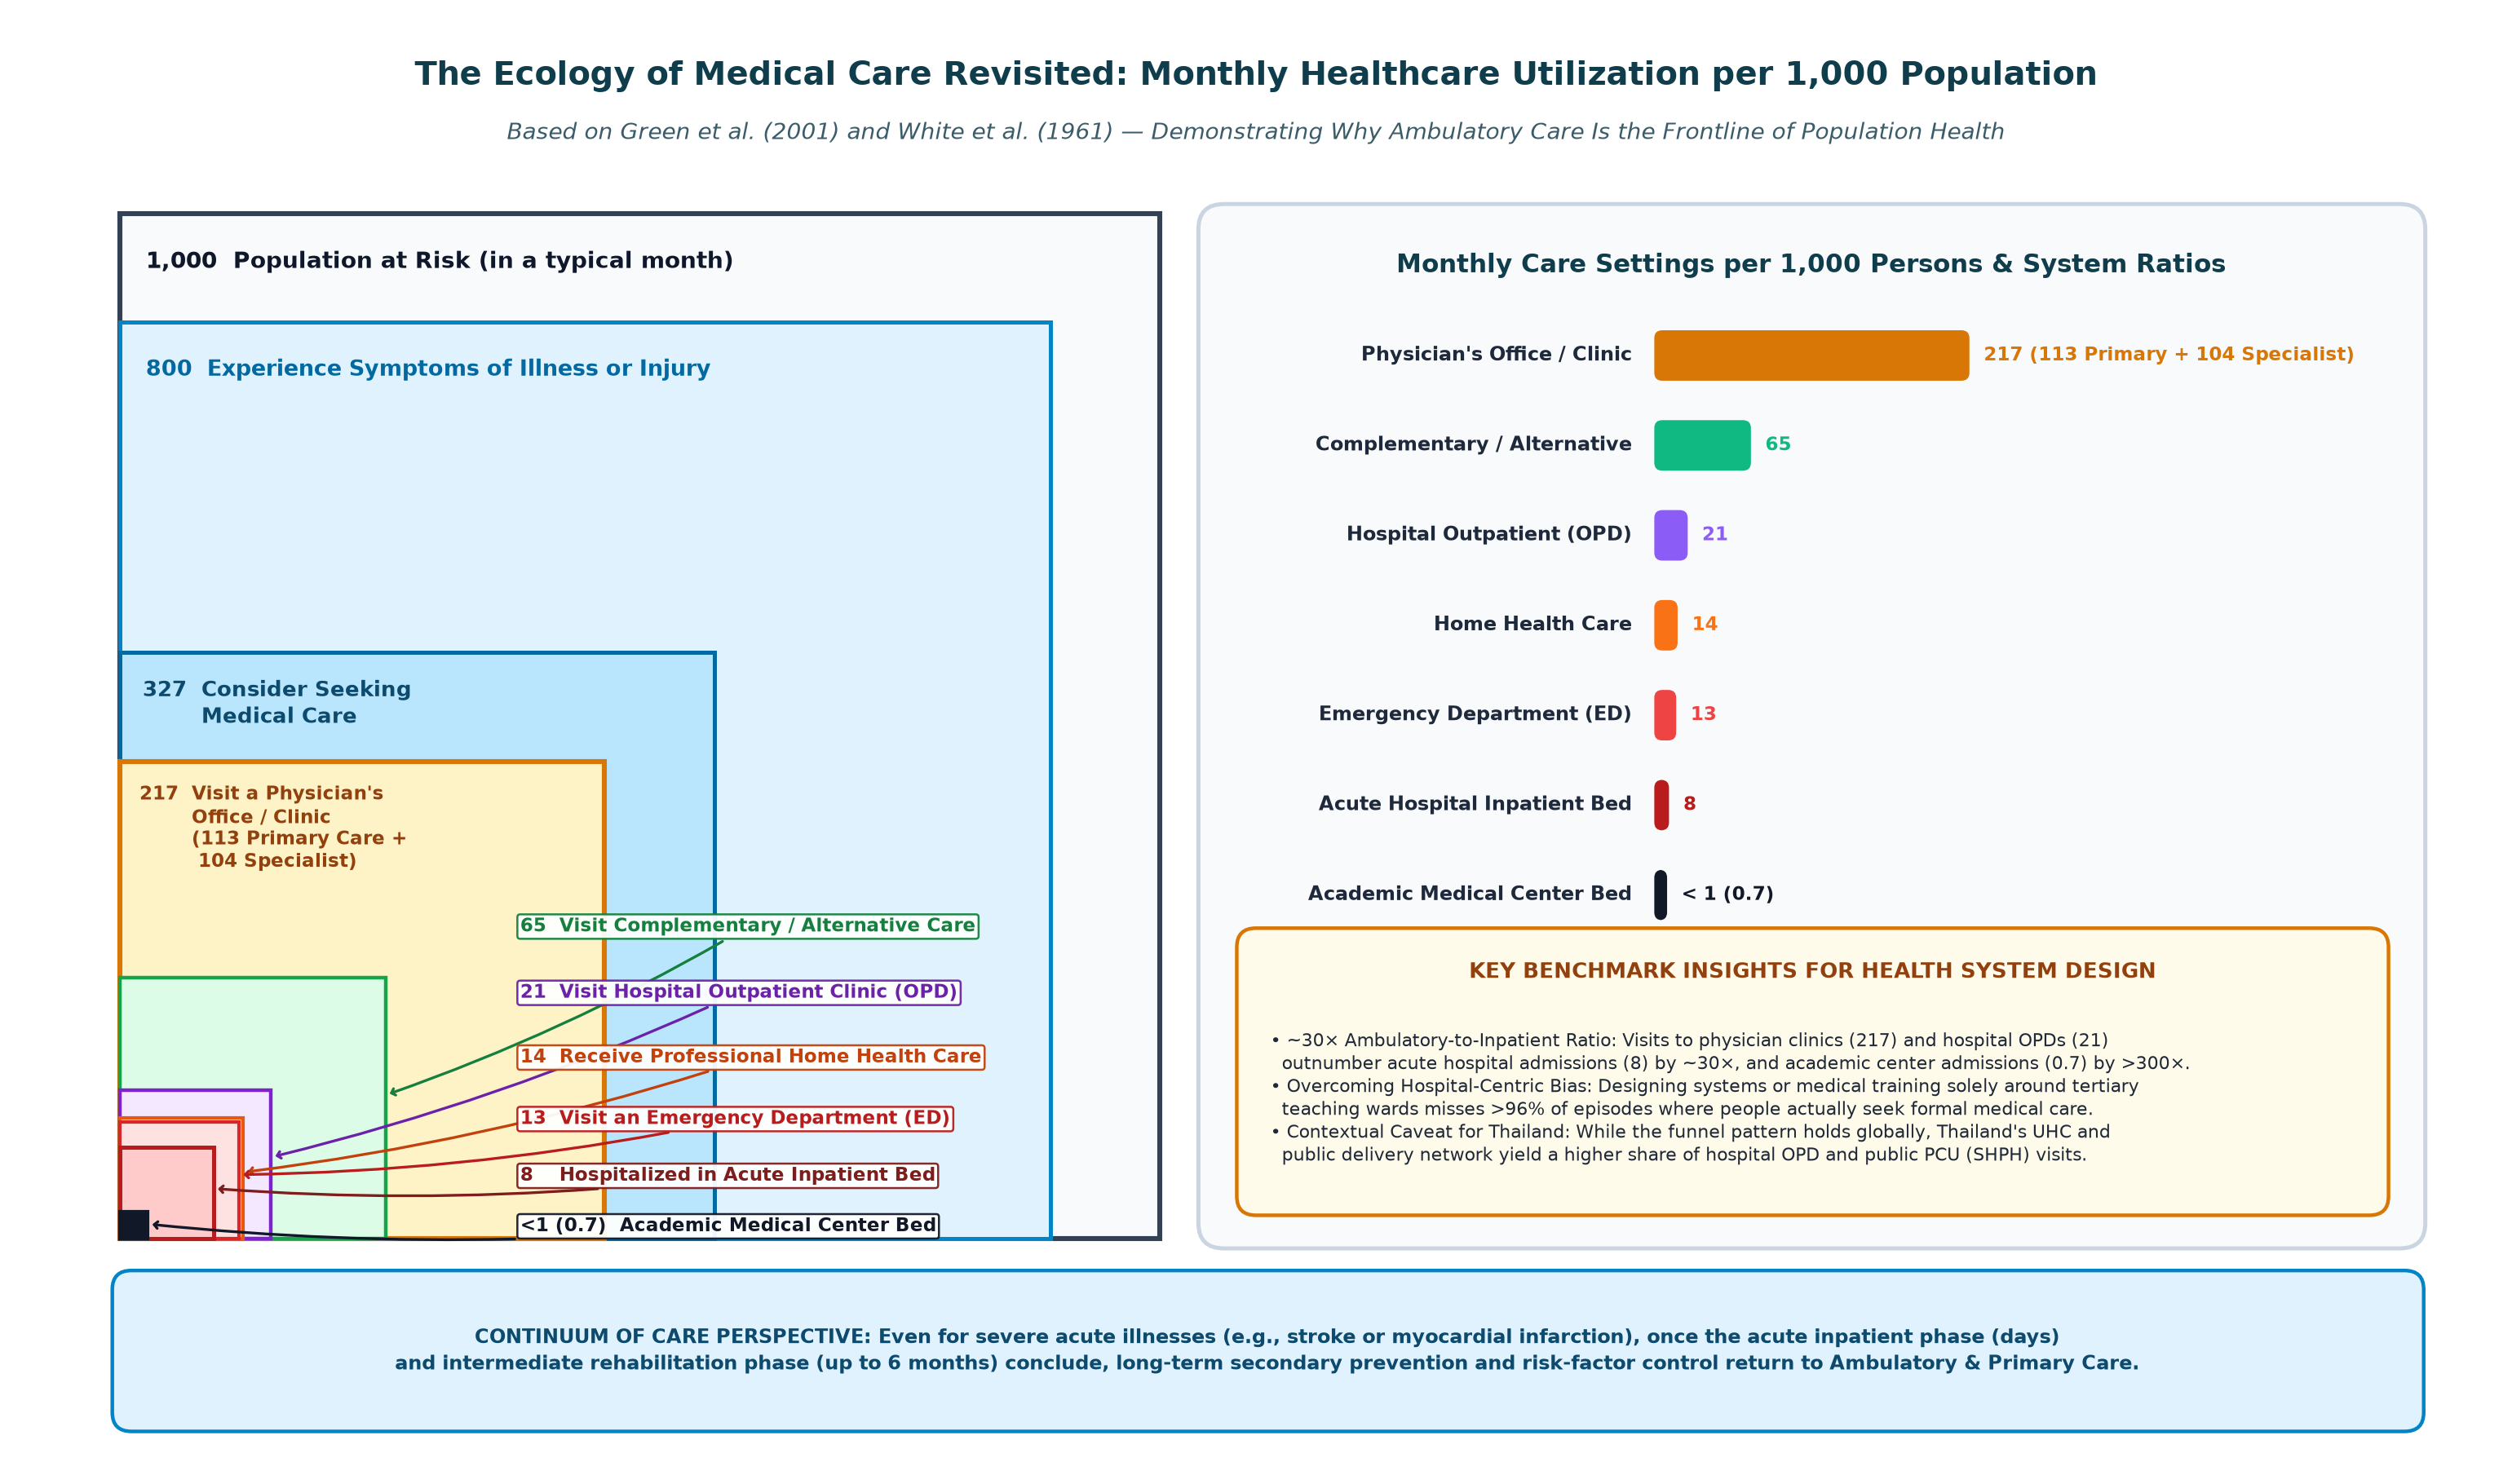 The Ecology of Medical Care Revisited: Monthly Healthcare Utilization per 1,000 Population
Based on Green et al. (2001) and White et al. (1961) — Demonstrating Why Ambulatory Care Is the Frontline of Population Health
1,000 Population at Risk (in a typical month)
800 Experience Symptoms of Illness or Injury
327 Consider Seeking
Medical Care
217 Visit a Physician's
Office / Clinic
(113 Primary Care +
104 Specialist)
65 Visit Complementary / Alternative Care
21 Visit Hospital Outpatient Clinic (OPD)
14 Receive Professional Home Health Care
13 Visit an Emergency Department (ED)
8 Hospitalized in Acute Inpatient Bed
<1 (0.7) Academic Medical Center Bed
Monthly Care Settings per 1,000 Persons & System Ratios
Physician's Office / Clinic 217 (113 Primary + 104 Specialist)
Complementary / Alternative 65
Hospital Outpatient (OPD) 21
Home Health Care 14
Emergency Department (ED) 13
Acute Hospital Inpatient Bed 8
Academic Medical Center Bed < 1 (0.7)
KEY BENCHMARK INSIGHTS FOR HEALTH SYSTEM DESIGN
• ~30× Ambulatory-to-Inpatient Ratio: Visits to physician clinics (217) and hospital OPDs (21)
outnumber acute hospital admissions (8) by ~30×, and academic center admissions (0.7) by >300×.
• Overcoming Hospital-Centric Bias: Designing systems or medical training solely around tertiary
teaching wards misses >96% of episodes where people actually seek formal medical care.
• Contextual Caveat for Thailand: While the funnel pattern holds globally, Thailand's UHC and
public delivery network yield a higher share of hospital OPD and public PCU (SHPH) visits.
CONTINUUM OF CARE PERSPECTIVE: Even for severe acute illnesses (e.g., stroke or myocardial infarction), once the acute inpatient phase (days)
and intermediate rehabilitation phase (up to 6 months) conclude, long-term secondary prevention and risk-factor control return to Ambulatory & Primary Care.